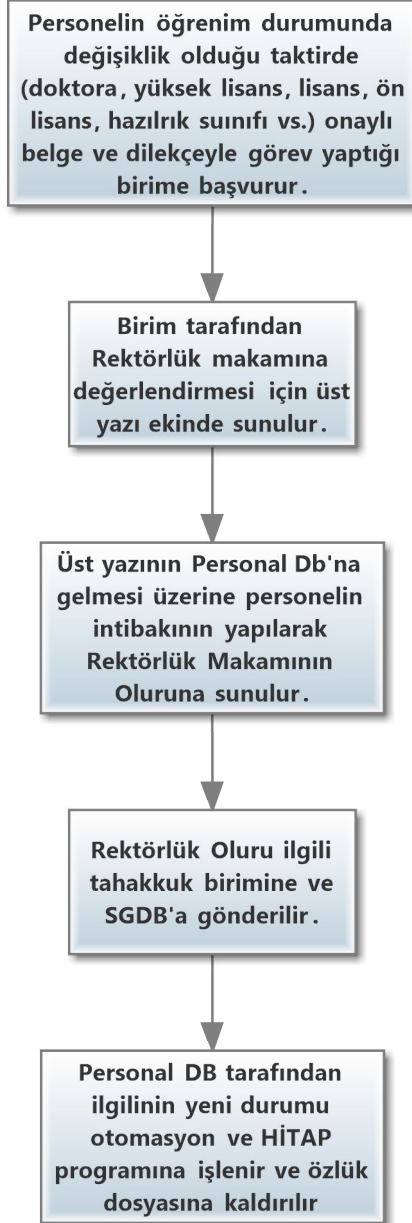 Personelin öğrenim durumunda
değişiklik olduğu taktirde
(doktora, yüksek lisans, lisans, ön
lisans, hazılrık suınıfı vs.) onaylı
belge ve dilekçeyle görev yaptığı
birime başvurur.
Birim tarafından
Rektörlük makamına
değerlendirmesi için üst
yazı ekinde sunulur.
Üst yazının Personal Db'na
gelmesi üzerine personelin
intibakının yapılarak
Rektörlük Makamının
Oluruna sunulur.
Rektörlük Oluru ilgili
tahakkuk birimine ve
SGDB'a gönderilir.
Personal DB tarafından
ilgilinin yeni durumu
otomasyon ve HİTAP
programına işlenir ve özlük
dosyasına kaldırılır